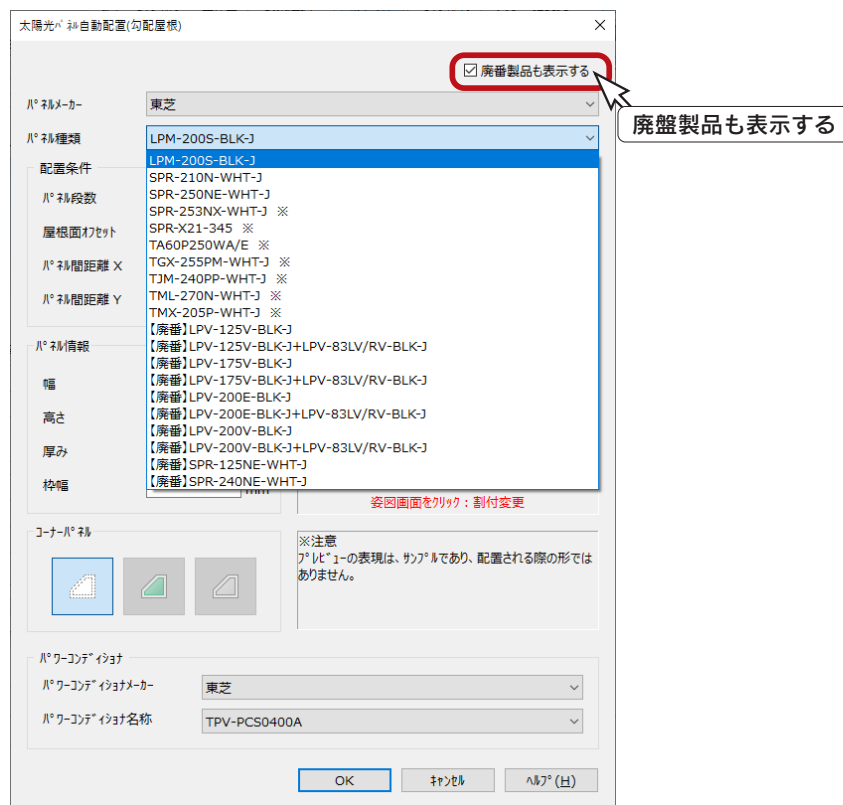 太陽光ﾊﾟﾈﾙ自動配置(勾配屋根)
廃番製品も表示する
廃盤製品も表示する
ﾊﾟﾈﾙﾒｰｶｰ
東芝
ﾊﾟﾈﾙ種類
LPM-200S-BLK-J
LPM-200S-BLK-J
SPR-210N-WHT-J
SPR-250NE-WHT-J
SPR-253NX-WHT-J ※
SPR-X21-345 ※
TA60P250WA/E ※
TGX-255PM-WHT-J ※
TJM-240PP-WHT-J ※
TML-270N-WHT-J ※
TMX-205P-WHT-J ※
【廃番】LPV-125V-BLK-J
【廃番】LPV-125V-BLK-J+LPV-83LV/RV-BLK-J
【廃番】LPV-175V-BLK-J
【廃番】LPV-175V-BLK-J+LPV-83LV/RV-BLK-J
【廃番】LPV-200E-BLK-J
【廃番】LPV-200E-BLK-J+LPV-83LV/RV-BLK-J
【廃番】LPV-200V-BLK-J
【廃番】LPV-200V-BLK-J+LPV-83LV/RV-BLK-J
【廃番】SPR-125NE-WHT-J
【廃番】SPR-240NE-WHT-J
配置条件
ﾊﾟﾈﾙ段数
屋根面ｵﾌｾｯﾄ
ﾊﾟﾈﾙ間距離 X
ﾊﾟﾈﾙ間距離 Y
ﾊﾟﾈﾙ情報
幅
高さ
厚み
枠幅
mm
姿図画面をｸﾘｯｸ：割付変更
ｺｰﾅｰﾊﾟﾈﾙ
※注意
ﾌﾟﾚﾋﾞｭｰの表現は、ｻﾝﾌﾟﾙであり、配置される際の形では
ありません。
ﾊﾟﾜｰｺﾝﾃﾞｨｼｮﾅ
ﾊﾟﾜｰｺﾝﾃﾞｨｼｮﾅﾒｰｶｰ
東芝
ﾊﾟﾜｰｺﾝﾃﾞｨｼｮﾅ名称
TPV-PCS0400A
OK
ｷｬﾝｾﾙ
ﾍﾙﾌﾟ(H)